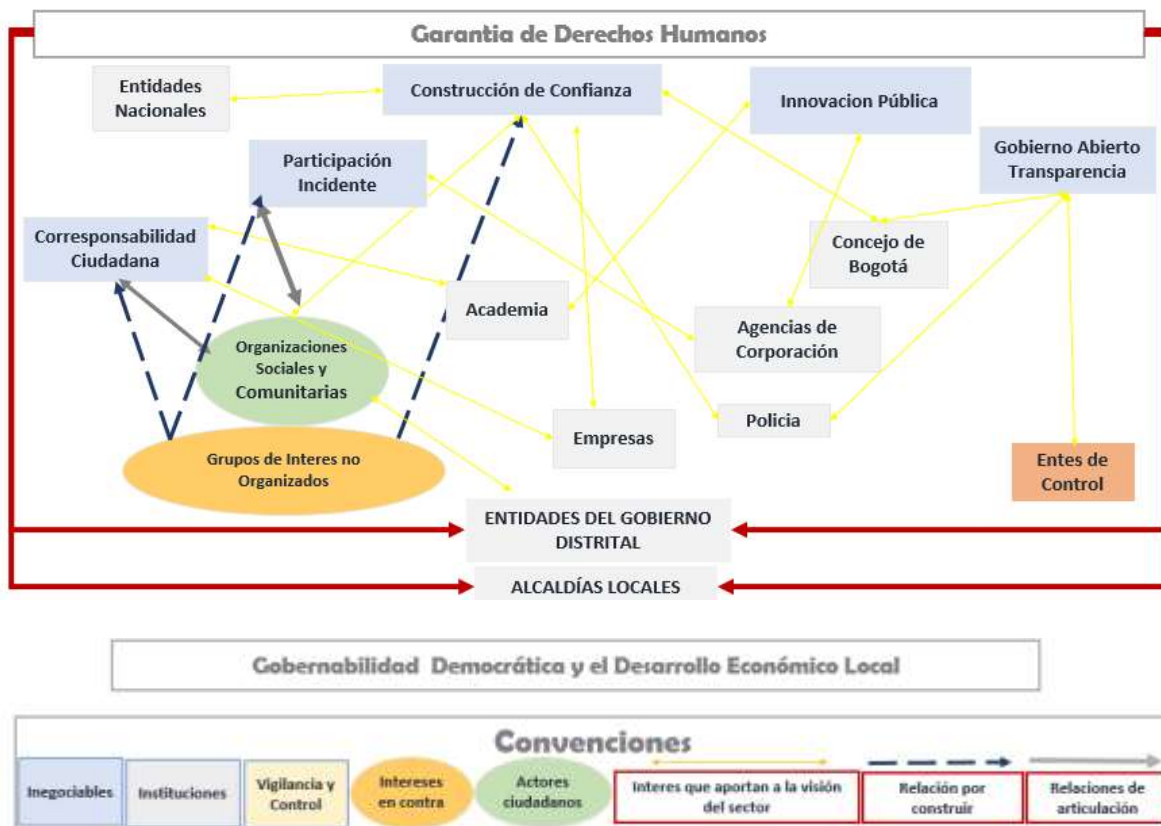 Garantia de Derechos Humanos
Entidades
Nacionales
Construcción de Confianza
Innovacion Pública
Gobierno Abierto
Transparencia
Participación
Incidente
Corresponsabilidad
Ciudadana
Concejo de
Bogotá
Academia
Agencias de
Corporación
Organizaciones
Sociales y
Comunitarias
Empresas
Policia
Grupos de Interes no
Organizados
Entes de
Control
ENTIDADES DEL GOBIERNO
DISTRITAL
ALCALDÍAS LOCALES
Gobernabilidad Democrática y el Desarrollo Económico Local
Convenciones
Inegociables
Instituciones
Vigilancia y
Control
Intereses
en contra
Actores
ciudadanos
Interes que aportan a la visión
del sector
Relación por
construir
Relaciones de
articulación